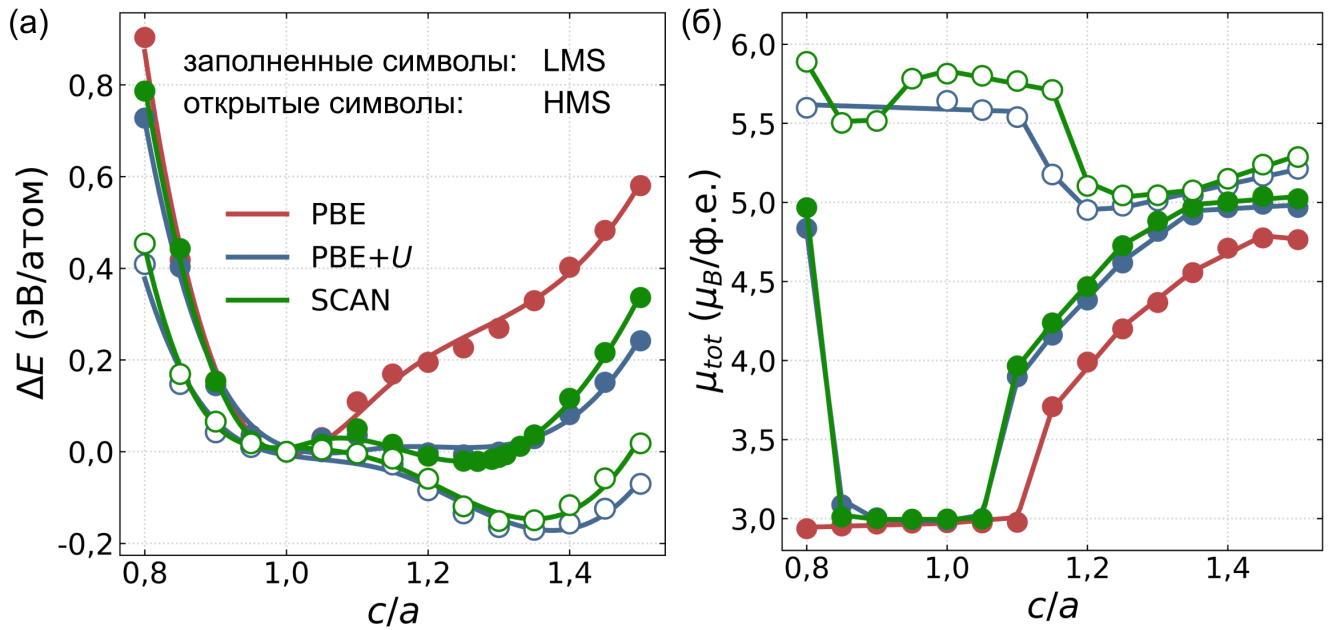 (а)
заполненные символы: LMS
открытые символы: HMS
PBE
PBE+U
SCAN
ΔE (эВ/атом)
0,8
0,6
0,4
0,2
0,0
-0,2
0,8 1,0 1,2 1,4
c/a
(б)
μtot (μB/ф.е.)
6,0
5,5
5,0
4,5
4,0
3,5
3,0
0,8 1,0 1,2 1,4
c/a